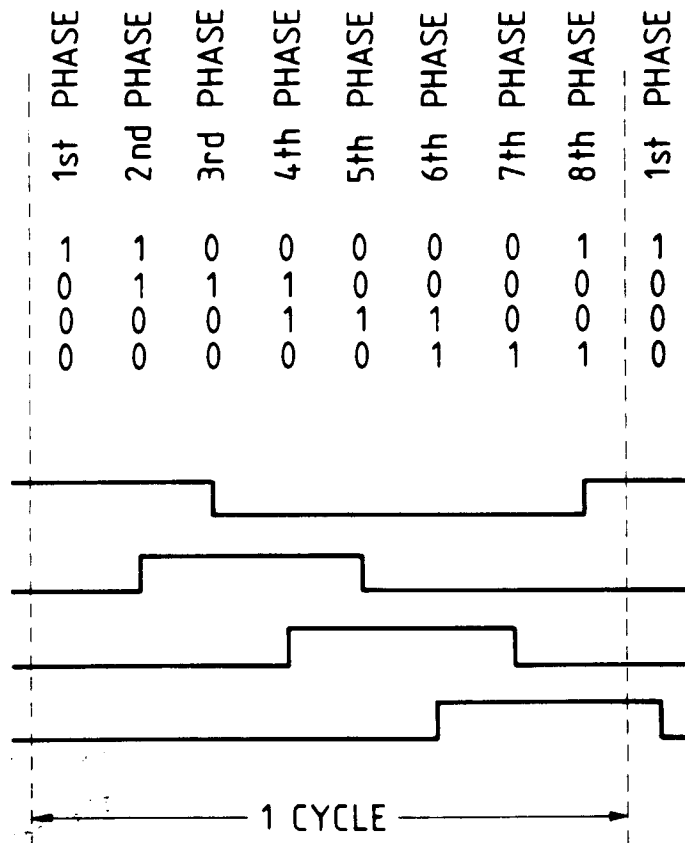 1st PHASE
2nd PHASE
3rd PHASE
4th PHASE
5th PHASE
6th PHASE
7th PHASE
8th PHASE
1st PHASE
1 1 0 0 0 0 0 1 1
0 1 1 1 0 0 0 0 0
0 0 0 1 1 1 0 0 0
0 0 0 0 0 1 1 1 0
1 CYCLE